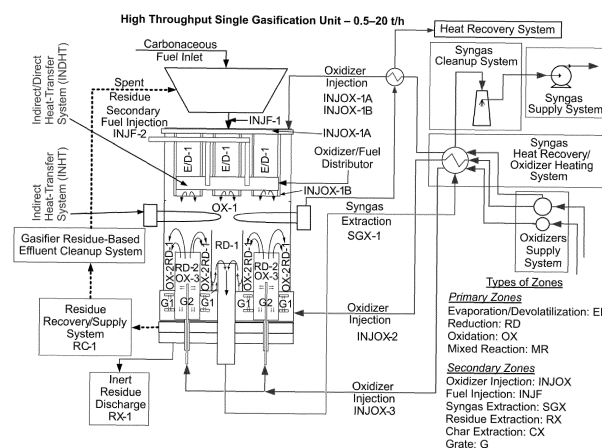 High Throughput Single Gasification Unit – 0.5–20 t/h
Carbonaceous
Fuel Inlet
Heat Recovery System
Syngas
Cleanup System
Syngas
Supply System
Indirect/Direct
Heat-Transfer
System (INDHT)
Spent
Residue
Secondary
Fuel Injection
INJF-2
INJF-1
Oxidizer
Injection
INJOX-1A
INJOX-1B
INJOX-1A
E/D-1
E/D-1
E/D-1
Oxidizer/Fuel
Distributor
INJOX-1B
Syngas
Heat Recovery/
Oxidizer Heating
System
Indirect
Heat-Transfer
System (INHT)
OX-1
Syngas
Extraction
SGX-1
Oxidizers
Supply
System
Gasifier Residue-Based
Effluent Cleanup System
RD-1
OX-2
RD-1
RD-2
OX-3
OX-2
RD-1
RD-1
OX-2
RD-1
RD-2
OX-3
OX-2
RD-1
G1
G2
G1
G1
G1
Residue
Recovery/Supply
System
RC-1
Oxidizer
Injection
INJOX-2
Inert
Residue
Discharge
RX-1
Oxidizer
Injection
INJOX-3
Types of Zones
Primary Zones
Evaporation/Devolatilization: E
Reduction: RD
Oxidation: OX
Mixed Reaction: MR
Secondary Zones
Oxidizer Injection: INJOX
Fuel Injection: INJF
Syngas Extraction: SGX
Residue Extraction: RX
Char Extraction: CX
Grate: G